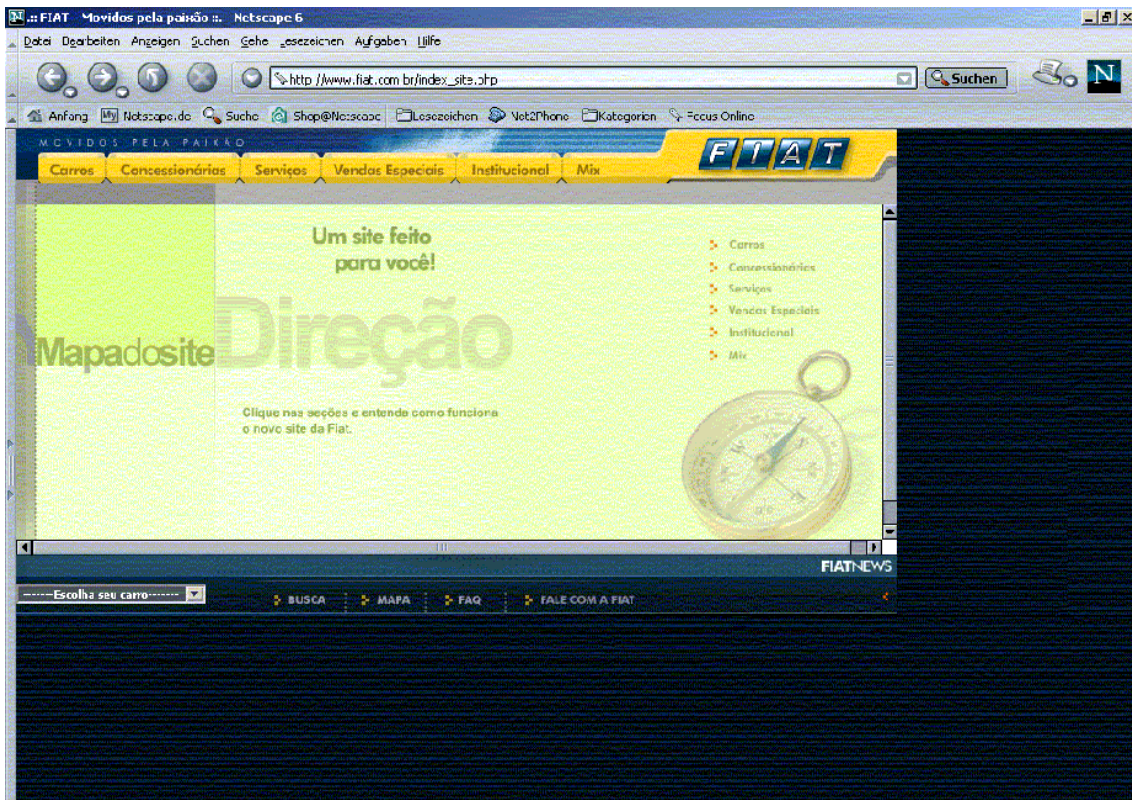 .:: FIAT Movidos pela paixão ::. Netscape 6
Datei Bearbeiten Anzeigen Suchen Gehe Lesezeichen Aufgaben Hilfe
http://www.fiat.com.br/index_site.php
Suchen
N
Anfang My Netscape.de Suche Shop@Netscape Lesezeichen Net2Phone Kategorien Focus Online
MOVIDOS PELA PAIXÃO
FIAT
Carros Concessionárias Serviços Vendas Especiais Institucional Mix
Um site feito
para você!
Carros
Concessionárias
Serviços
Vendas Especiais
Institucional
Mix
Mapadosite
Direção
Clique nas seções e entenda como funciona
o novo site da Fiat.
FIATNEWS
------Escolha seu carro-------
BUSCA MAPA FAQ FALE COM A FIAT